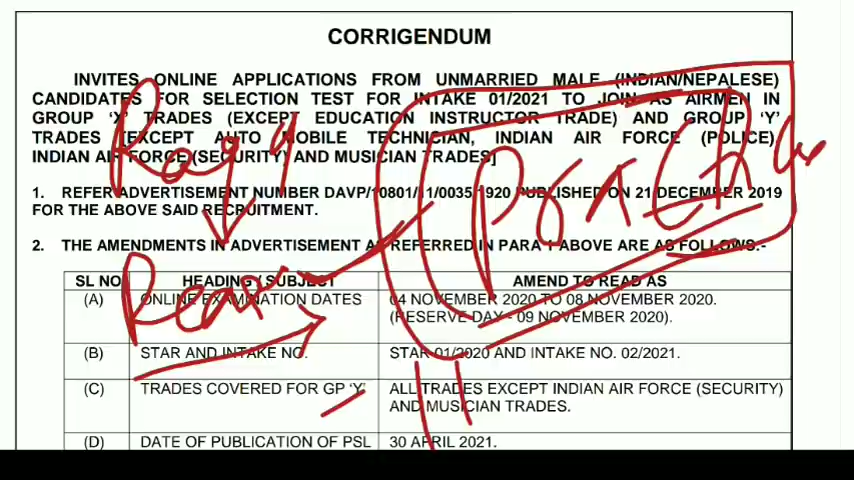 CORRIGENDUM
INVITES ONLINE APPLICATIONS FROM UNMARRIED MALE (INDIAN/NEPALESE)
CANDIDATES FOR SELECTION TEST FOR INTAKE 01/2021 TO JOIN AS AIRMEN IN
GROUP 'X' TRADES (EXCEPT EDUCATION INSTRUCTOR TRADE) AND GROUP 'Y'
TRADES [EXCEPT AUTO MOBILE TECHNICIAN, INDIAN AIR FORCE (POLICE),
INDIAN AIR FORCE (SECURITY) AND MUSICIAN TRADES]
1. REFER ADVERTISEMENT NUMBER DAVP/10801/11/0035/1920 PUBLISHED ON 21 DECEMBER 2019
FOR THE ABOVE SAID RECRUITMENT.
2. THE AMENDMENTS IN ADVERTISEMENT AS REFERRED IN PARA 1 ABOVE ARE AS FOLLOWS:-
SL NO HEADING / SUBJECT AMEND TO READ AS
(A) ONLINE EXAMINATION DATES 04 NOVEMBER 2020 TO 08 NOVEMBER 2020.
(RESERVE DAY - 09 NOVEMBER 2020).
(B) STAR AND INTAKE NO. STAR 01/2020 AND INTAKE NO. 02/2021.
(C) TRADES COVERED FOR GP 'Y' ALL TRADES EXCEPT INDIAN AIR FORCE (SECURITY)
AND MUSICIAN TRADES.
(D) DATE OF PUBLICATION OF PSL 30 APRIL 2021.